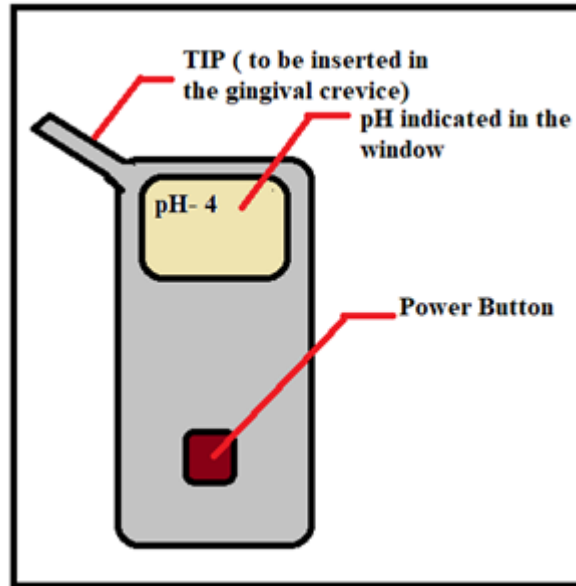 TIP ( to be inserted in
the gingival crevice)
pH indicated in the
window
pH- 4
Power Button